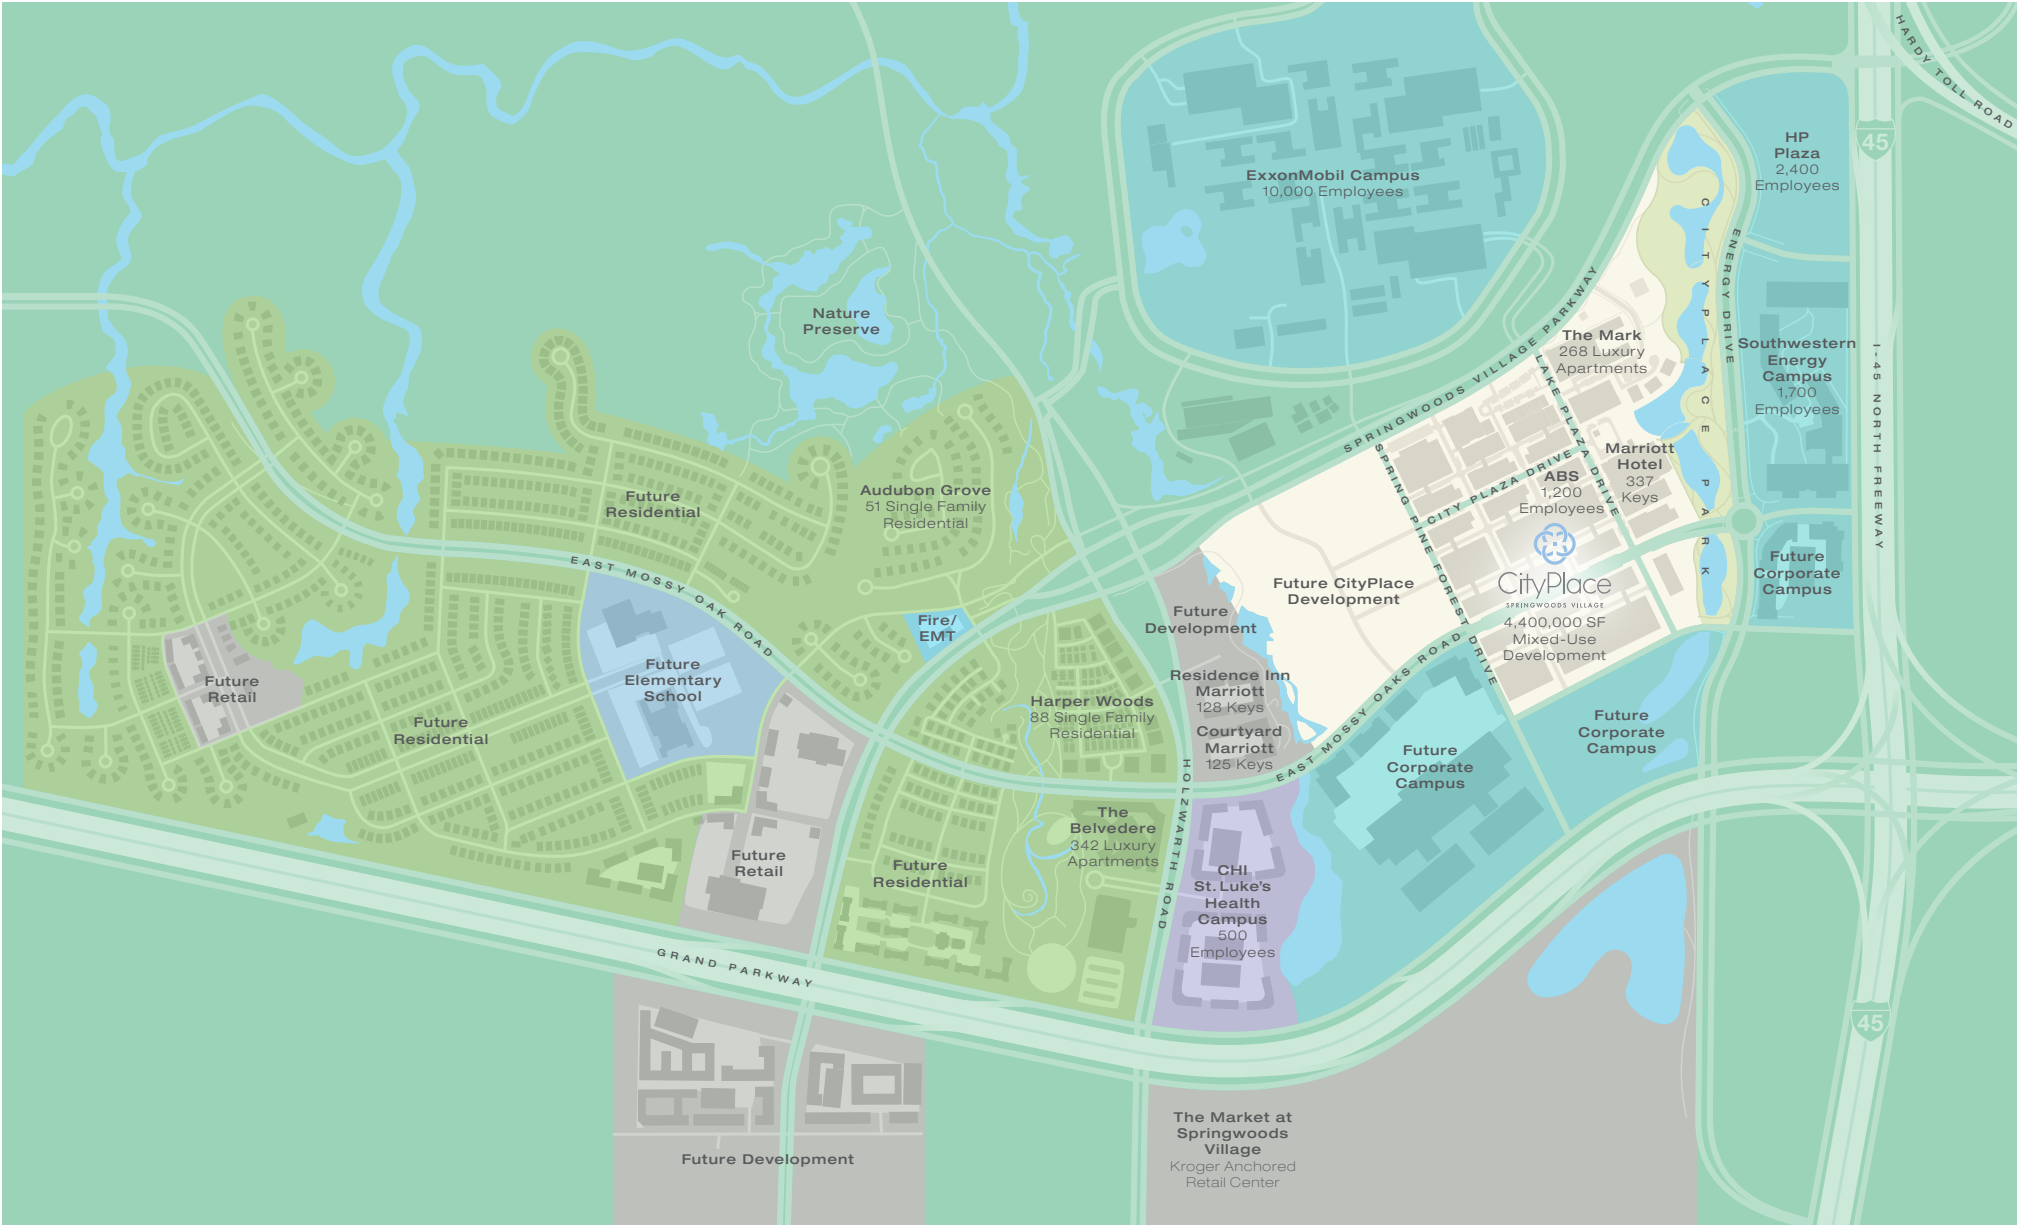 HARDY TOLL ROAD
45
HP
Plaza
2,400
Employees
ExxonMobil Campus
10,000 Employees
CITYPLACE PARK
ENERGY DRIVE
SPRINGWOODS VILLAGE PARKWAY
Nature
Preserve
The Mark
268 Luxury
Apartments
LAKE PLAZA DRIVE
Southwestern
Energy
Campus
1,700
Employees
I-45 NORTH FREEWAY
Marriott
Hotel
337
Keys
SPRING PINE FOREST DRIVE
CITY PLAZA DRIVE
ABS
1,200
Employees
Future
Residential
Audubon Grove
51 Single Family
Residential
EAST MOSSY OAK ROAD
Future CityPlace
Development
CityPlace
SPRINGWOODS VILLAGE
4,400,000 SF
Mixed-Use
Development
Future
Corporate
Campus
Future
Development
Fire/
EMT
Future
Elementary
School
Future
Retail
Residence Inn
Marriott
128 Keys
Harper Woods
88 Single Family
Residential
Courtyard
Marriott
125 Keys
EAST MOSSY OAKS ROAD
Future
Residential
Future
Corporate
Campus
Future
Corporate
Campus
HOLZWARTH ROAD
The
Belvedere
342 Luxury
Apartments
Future
Retail
Future
Residential
CHI
St. Luke's
Health
Campus
500
Employees
GRAND PARKWAY
45
The Market at
Springwoods
Village
Kroger Anchored
Retail Center
Future Development